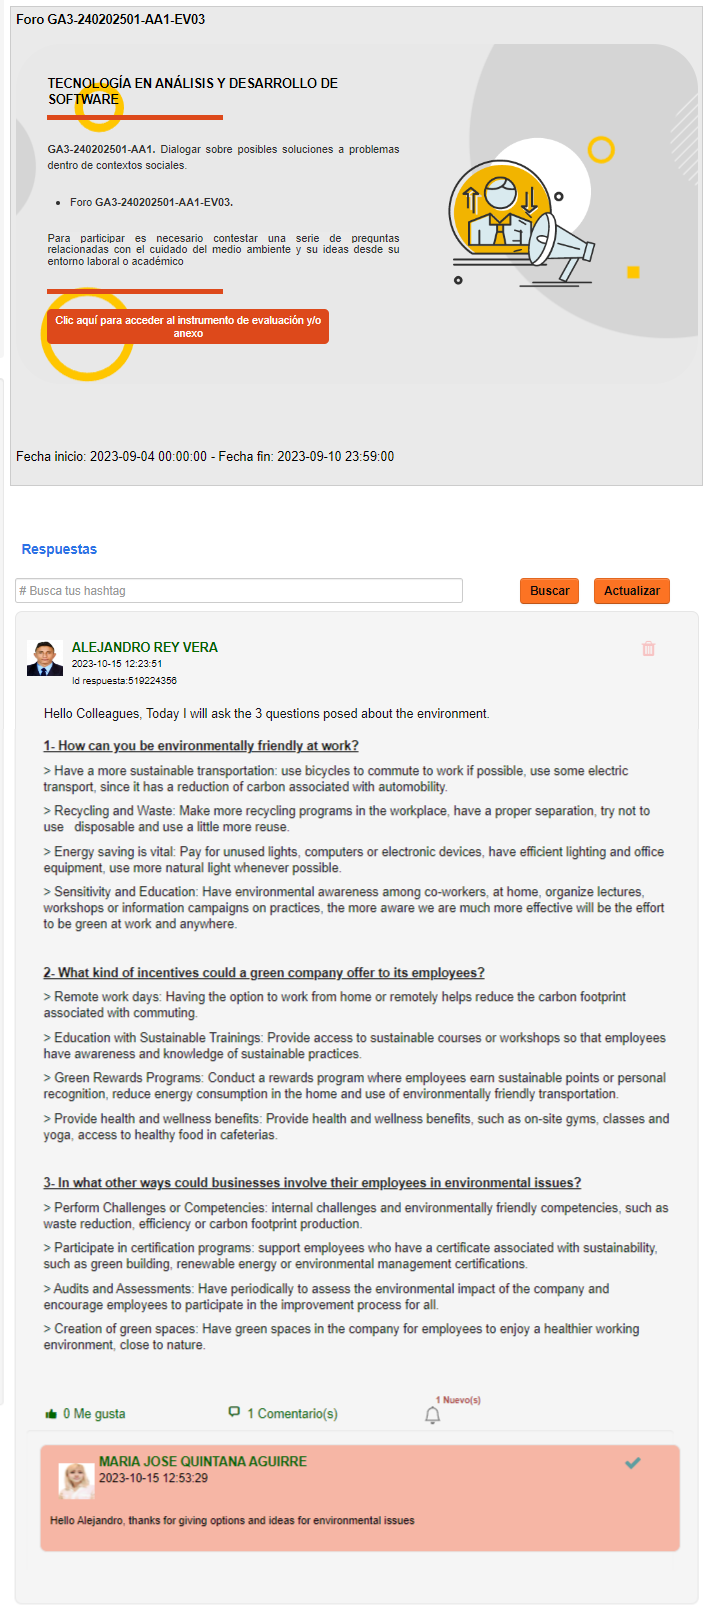 Foro GA3-240202501-AA1-EV03
TECNOLOGÍA EN ANÁLISIS Y DESARROLLO DE
SOFTWARE
GA3-240202501-AA1. Dialogar sobre posibles soluciones a problemas
dentro de contextos sociales.
• Foro GA3-240202501-AA1-EV03.
Para participar es necesario contestar una serie de preguntas
relacionadas con el cuidado del medio ambiente y su ideas desde su
entorno laboral o académico
Clic aquí para acceder al instrumento de evaluación y/o
anexo
Fecha inicio: 2023-09-04 00:00:00 - Fecha fin: 2023-09-10 23:59:00
Respuestas
# Busca tus hashtag
Buscar
Actualizar
ALEJANDRO REY VERA
2023-10-15 12:23:51
Id respuesta:519224356
Hello Colleagues, Today I will ask the 3 questions posed about the environment.
1- How can you be environmentally friendly at work?
> Have a more sustainable transportation: use bicycles to commute to work if possible, use some electric
transport, since it has a reduction of carbon associated with automobility.
> Recycling and Waste: Make more recycling programs in the workplace, have a proper separation, try not to
use disposable and use a little more reuse.
> Energy saving is vital: Pay for unused lights, computers or electronic devices, have efficient lighting and office
equipment, use more natural light whenever possible.
> Sensitivity and Education: Have environmental awareness among co-workers, at home, organize lectures,
workshops or information campaigns on practices, the more aware we are much more effective will be the effort
to be green at work and anywhere.
2- What kind of incentives could a green company offer to its employees?
> Remote work days: Having the option to work from home or remotely helps reduce the carbon footprint
associated with commuting.
> Education with Sustainable Trainings: Provide access to sustainable courses or workshops so that employees
have awareness and knowledge of sustainable practices.
> Green Rewards Programs: Conduct a rewards program where employees earn sustainable points or personal
recognition, reduce energy consumption in the home and use of environmentally friendly transportation.
> Provide health and wellness benefits: Provide health and wellness benefits, such as on-site gyms, classes and
yoga, access to healthy food in cafeterias.
3- In what other ways could businesses involve their employees in environmental issues?
> Perform Challenges or Competencies: internal challenges and environmentally friendly competencies, such as
waste reduction, efficiency or carbon footprint production.
> Participate in certification programs: support employees who have a certificate associated with sustainability,
such as green building, renewable energy or environmental management certifications.
> Audits and Assessments: Have periodically to assess the environmental impact of the company and
encourage employees to participate in the improvement process for all.
> Creation of green spaces: Have green spaces in the company for employees to enjoy a healthier working
environment, close to nature.
0 Me gusta
1 Comentario(s)
1 Nuevo(s)
MARIA JOSE QUINTANA AGUIRRE
2023-10-15 12:53:29
Hello Alejandro, thanks for giving options and ideas for environmental issues